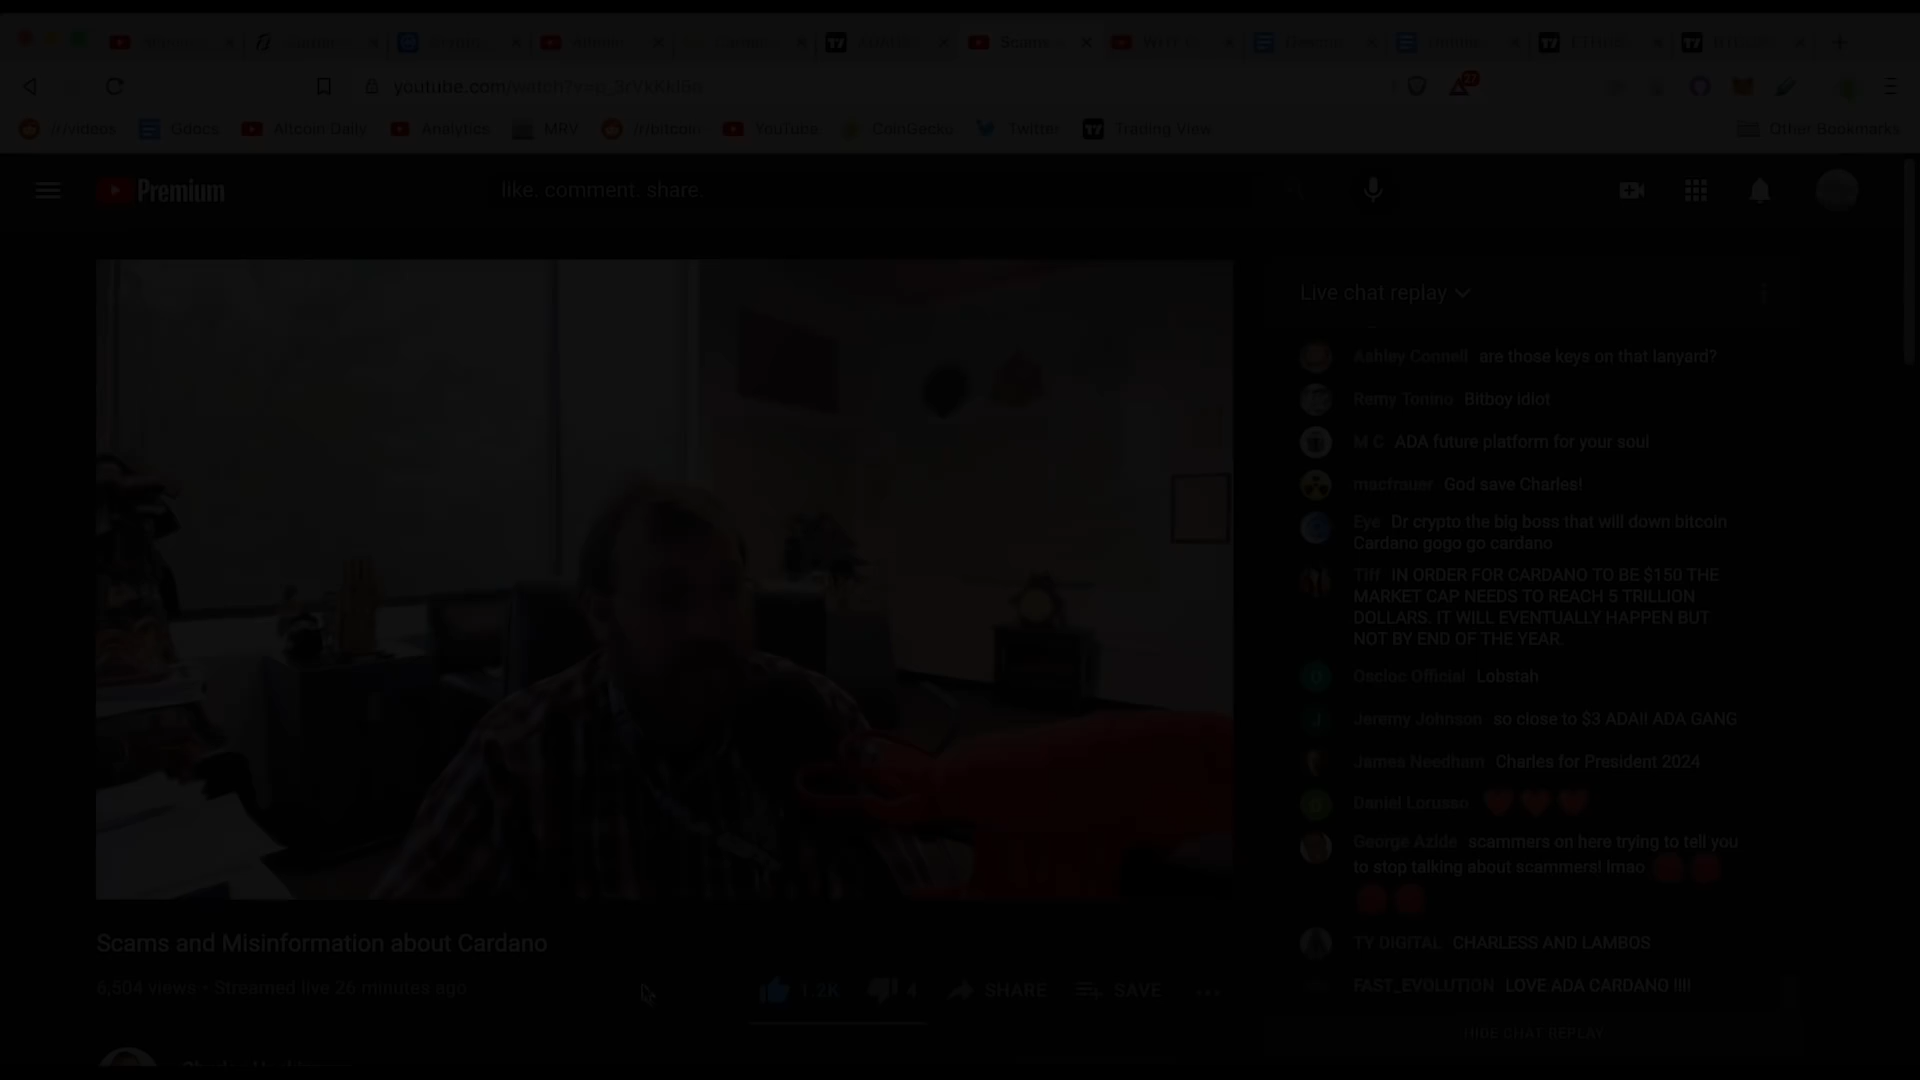 Scams
youtube.com/watch?v=
27
///videos
Gdocs
Altcoin Daily
Analytics
MRV
/r/bitcoin
YouTube
CoinGecko
Twitter
Trading View
Other Bookmarks
Premium
like. comment. share.
Live chat replay
Ashley Connell are those keys on that lanyard?
Remy Tonino Bitboy idiot
M C ADA future platform for your soul
macfrauer God save Charles!
Eye Dr crypto the big boss that will down bitcoin
Cardano gogo go cardano
Tiff IN ORDER FOR CARDANO TO BE $150 THE
MARKET CAP NEEDS TO REACH 5 TRILLION
DOLLARS. IT WILL EVENTUALLY HAPPEN BUT
NOT BY END OF THE YEAR.
Oscloc Official Lobstah
Jeremy Johnson so close to $3 ADA!! ADA GANG
James Needham Charles for President 2024
Daniel Lorusso
George Azide scammers on here trying to tell you
to stop talking about scammers! lmao
TY DIGITAL CHARLESS AND LAMBOS
FAST_EVOLUTION LOVE ADA CARDANO !!!!
HIDE CHAT REPLAY
Scams and Misinformation about Cardano
6,504 views • Streamed live 26 minutes ago
1.2K
4
SHARE
SAVE